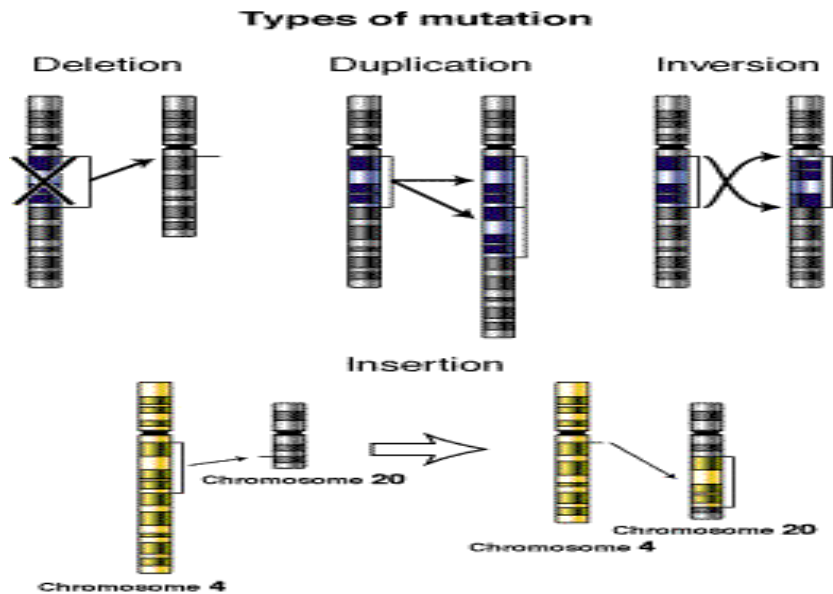 Types of mutation
Deletion Duplication Inversion
Insertion
Chromosome 20
Chromosome 4
Chromosome 20
Chromosome 4